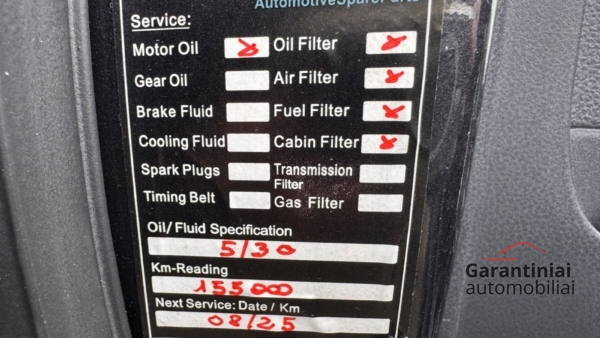 AutomotiveSpareParts
Service:
Motor Oil x Oil Filter x
Gear Oil Air Filter x
Brake Fluid Fuel Filter x
Cooling Fluid Cabin Filter x
Spark Plugs Transmission Filter
Timing Belt Gas Filter
Oil/Fluid Specification
5/30
Km-Reading
155000
Next Service: Date / Km
08/25
Garantiniai
automobiliai